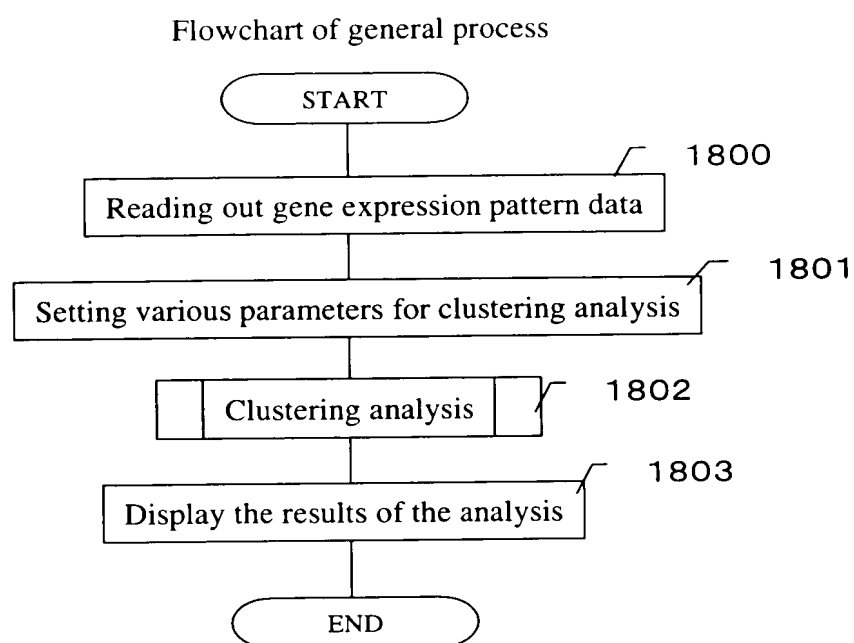 Flowchart of general process
START
1800
Reading out gene expression pattern data
1801
Setting various parameters for clustering analysis
1802
Clustering analysis
1803
Display the results of the analysis
END